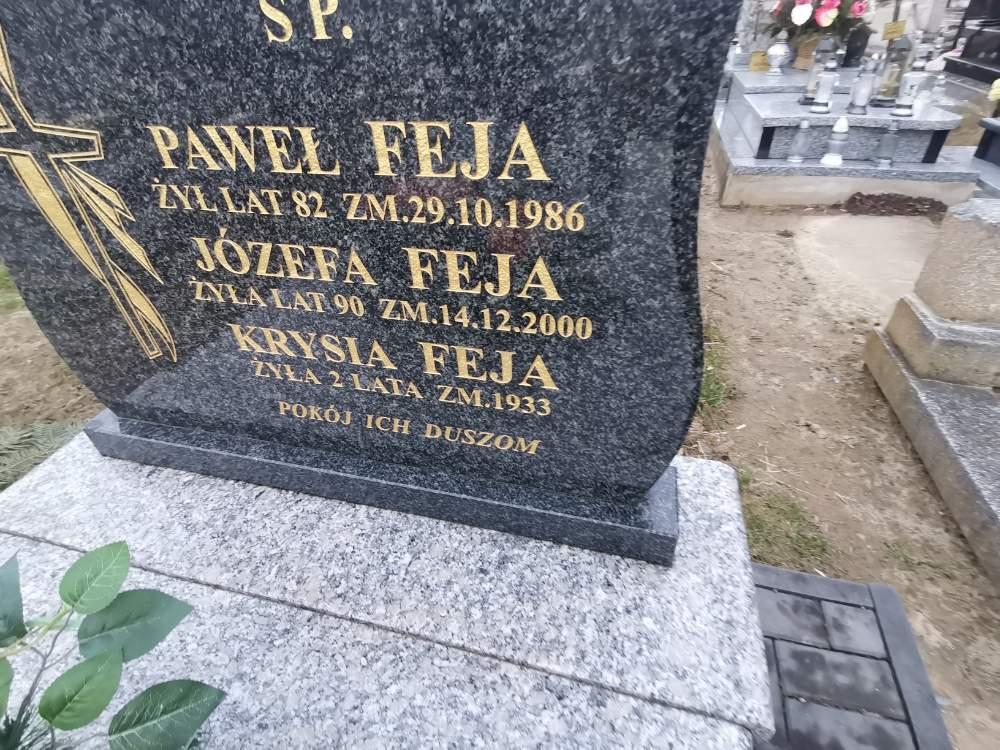 ŚP.
PAWEŁ FEJA
ŻYŁ LAT 82 ZM.29.10.1986
JÓZEFA FEJA
ŻYŁA LAT 90 ZM.14.12.2000
KRYSIA FEJA
ŻYŁA 2 LATA ZM.1933
POKÓJ ICH DUSZOM